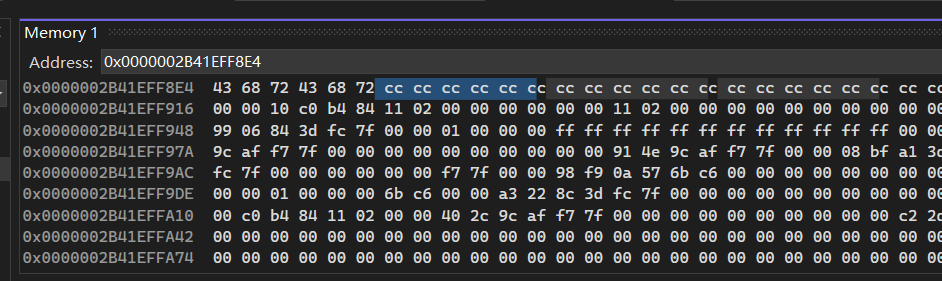 Memory 1
Address: 0x0000002B41EFF8E4
0x0000002B41EFF8E4 43 68 72 43 68 72 cc cc cc cc cc cc cc cc cc cc cc cc cc cc cc cc cc cc cc
0x0000002B41EFF916 00 00 10 c0 b4 84 11 02 00 00 00 00 00 00 11 02 00 00 00 00 00 00 00 00 00
0x0000002B41EFF948 99 06 84 3d fc 7f 00 00 01 00 00 00 ff ff ff ff ff ff ff ff ff ff ff ff 00
0x0000002B41EFF97A 9c af f7 7f 00 00 00 00 00 00 00 00 00 00 91 4e 9c af f7 7f 00 00 08 bf a1
0x0000002B41EFF9AC fc 7f 00 00 00 00 00 00 f7 7f 00 00 98 f9 0a 57 6b c6 00 00 00 00 00 00 00
0x0000002B41EFF9DE 00 00 01 00 00 00 6b c6 00 00 a3 22 8c 3d fc 7f 00 00 00 00 00 00 00 00 00
0x0000002B41EFFA10 00 c0 b4 84 11 02 00 00 40 2c 9c af f7 7f 00 00 00 00 00 00 00 00 00 00 c2
0x0000002B41EFFA42 00 00 00 00 00 00 00 00 00 00 00 00 00 00 00 00 00 00 00 00 00 00 00 00 00
0x0000002B41EFFA74 00 00 00 00 00 00 00 00 00 00 00 00 00 00 00 00 00 00 00 00 00 00 00 00 00